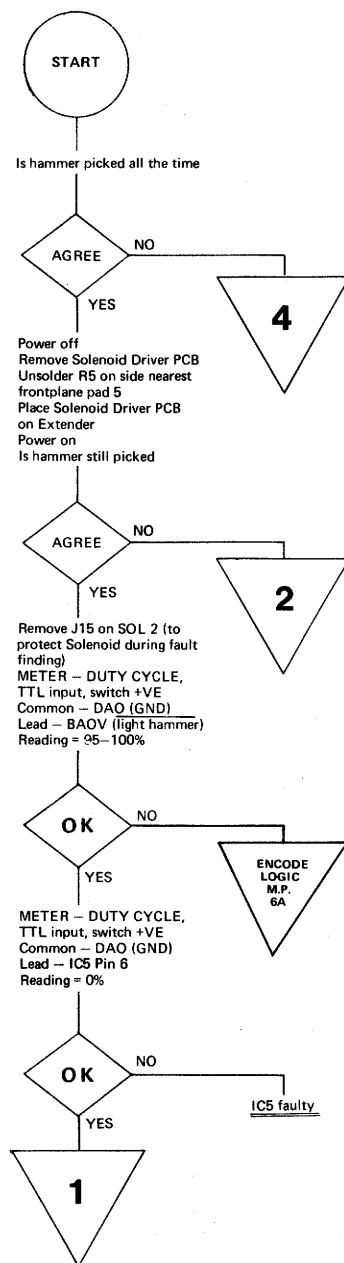 START
Is hammer picked all the time
AGREE
NO
4
YES
Power off
Remove Solenoid Driver PCB
Unsolder R5 on side nearest
frontplane pad 5
Place Solenoid Driver PCB
on Extender
Power on
Is hammer still picked
AGREE
NO
2
YES
Remove J15 on SOL 2 (to
protect Solenoid during fault
finding)
METER — DUTY CYCLE,
TTL input, switch +VE
Common — DAO (GND)
Lead — BAOV (light hammer)
Reading = 95—100%
OK
NO
ENCODE
LOGIC
M.P.
6A
YES
METER — DUTY CYCLE,
TTL input, switch +VE
Common — DAO (GND)
Lead — IC5 Pin 6
Reading = 0%
OK
NO
IC5 faulty
YES
1